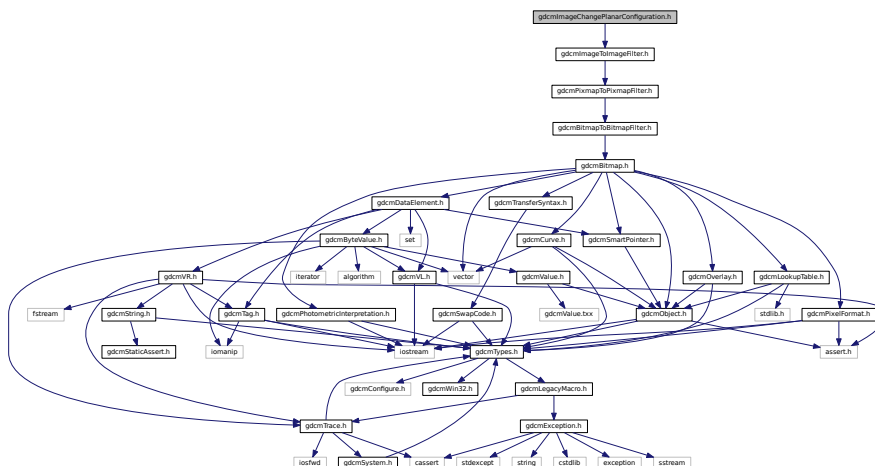 gdcmImageChangePlanarConfiguration.h
gdcmImageToImageFilter.h
gdcmPixmapToPixmapFilter.h
gdcmBitmapToBitmapFilter.h
gdcmBitmap.h
gdcmDataElement.h
gdcmTransferSyntax.h
gdcmByteValue.h
set
gdcmCurve.h
gdcmSmartPointer.h
gdcmVR.h
iterator
algorithm
gdcmVL.h
vector
gdcmValue.h
gdcmOverlay.h
gdcmLookupTable.h
fstream
gdcmString.h
gdcmTag.h
gdcmPhotometricInterpretation.h
gdcmSwapCode.h
gdcmValue.txx
gdcmObject.h
stdlib.h
gdcmPixelFormat.h
gdcmStaticAssert.h
iomanip
iostream
gdcmTypes.h
assert.h
gdcmConfigure.h
gdcmWin32.h
gdcmLegacyMacro.h
gdcmTrace.h
gdcmException.h
iosfwd
gdcmSystem.h
cassert
stdexcept
string
cstdlib
exception
sstream